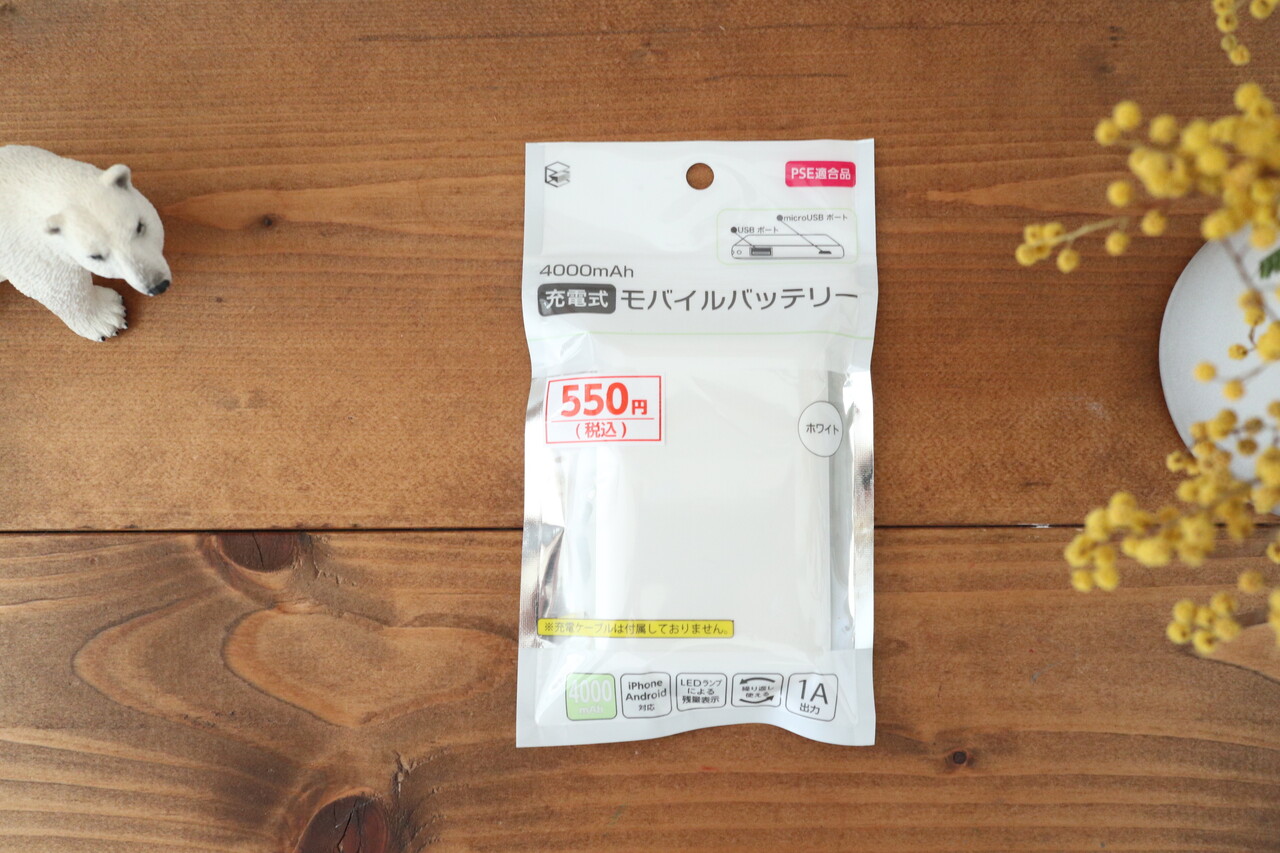 PSE適合品
●microUSB ポート
●USB ポート
4000mAh
充電式 モバイルバッテリー
550円
(税込)
ホワイト
※充電ケーブルは付属しておりません。
4000
mAh
iPhone
Android
対応
LEDランプ
による
残量表示
繰り返し
使える
1A
出力